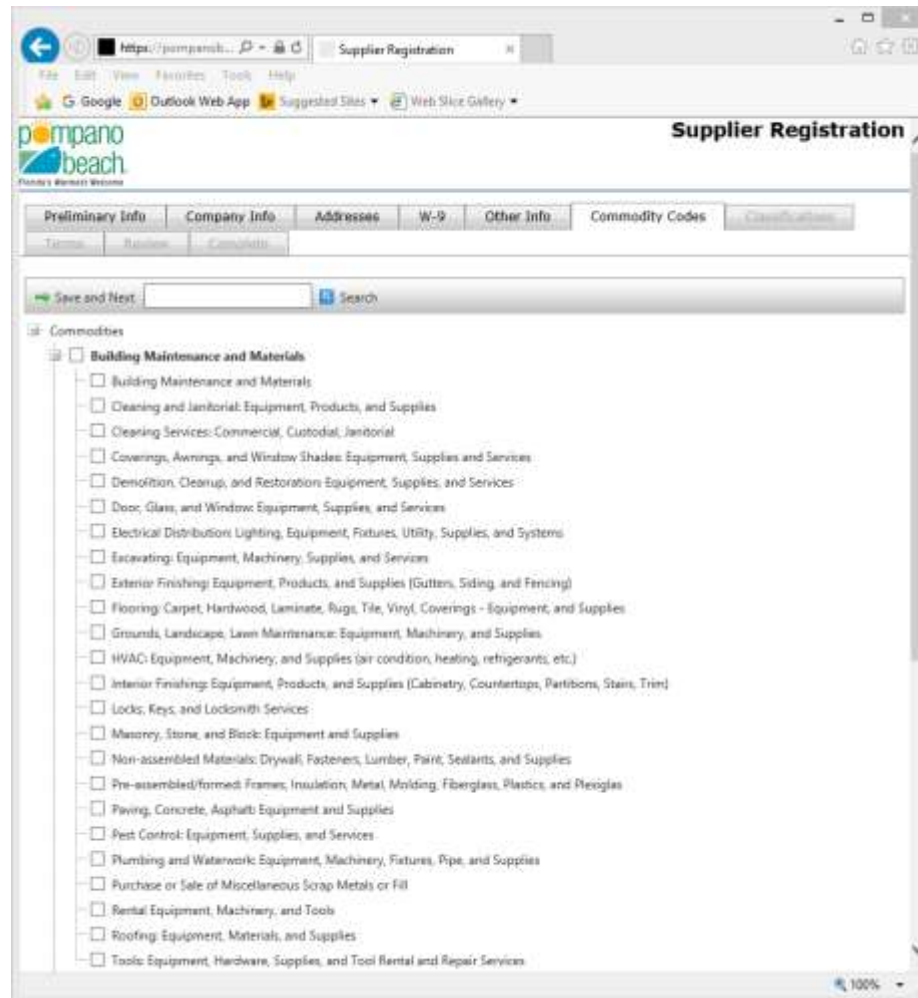 https://pompanob...
Supplier Registration
File Edit View Favorites Tools Help
Google Outlook Web App Suggested Sites Web Slice Gallery
pompano
beach
Florida's Warmest Welcome
Supplier Registration
Preliminary Info Company Info Addresses W-9 Other Info Commodity Codes Classifications
Terms Review Complete
Save and Next Search
Commodities
Building Maintenance and Materials
Building Maintenance and Materials
Cleaning and Janitorial: Equipment, Products, and Supplies
Cleaning Services: Commercial, Custodial, Janitorial
Coverings, Awnings, and Window Shades: Equipment, Supplies and Services
Demolition, Cleanup, and Restoration: Equipment, Supplies, and Services
Door, Glass, and Window: Equipment, Supplies, and Services
Electrical Distribution: Lighting, Equipment, Fixtures, Utility, Supplies, and Systems
Excavating: Equipment, Machinery, Supplies, and Services
Exterior Finishing: Equipment, Products, and Supplies (Gutters, Siding, and Fencing)
Flooring: Carpet, Hardwood, Laminate, Rugs, Tile, Vinyl, Coverings - Equipment, and Supplies
Grounds, Landscape, Lawn Maintenance: Equipment, Machinery, and Supplies
HVAC: Equipment, Machinery, and Supplies (air condition, heating, refrigerants, etc.)
Interior Finishing: Equipment, Products, and Supplies (Cabinetry, Countertops, Partitions, Stairs, Trim)
Locks, Keys, and Locksmith Services
Masonry, Stone, and Block: Equipment and Supplies
Non-assembled Materials: Drywall, Fasteners, Lumber, Paint, Sealants, and Supplies
Pre-assembled/formed: Frames, Insulation, Metal, Molding, Fiberglass, Plastics, and Plexiglas
Paving, Concrete, Asphalt: Equipment and Supplies
Pest Control: Equipment, Supplies, and Services
Plumbing and Waterwork: Equipment, Machinery, Fixtures, Pipe, and Supplies
Purchase or Sale of Miscellaneous Scrap Metals or Fill
Rental Equipment, Machinery, and Tools
Roofing: Equipment, Materials, and Supplies
Tools: Equipment, Hardware, Supplies, and Tool Rental and Repair Services
100%